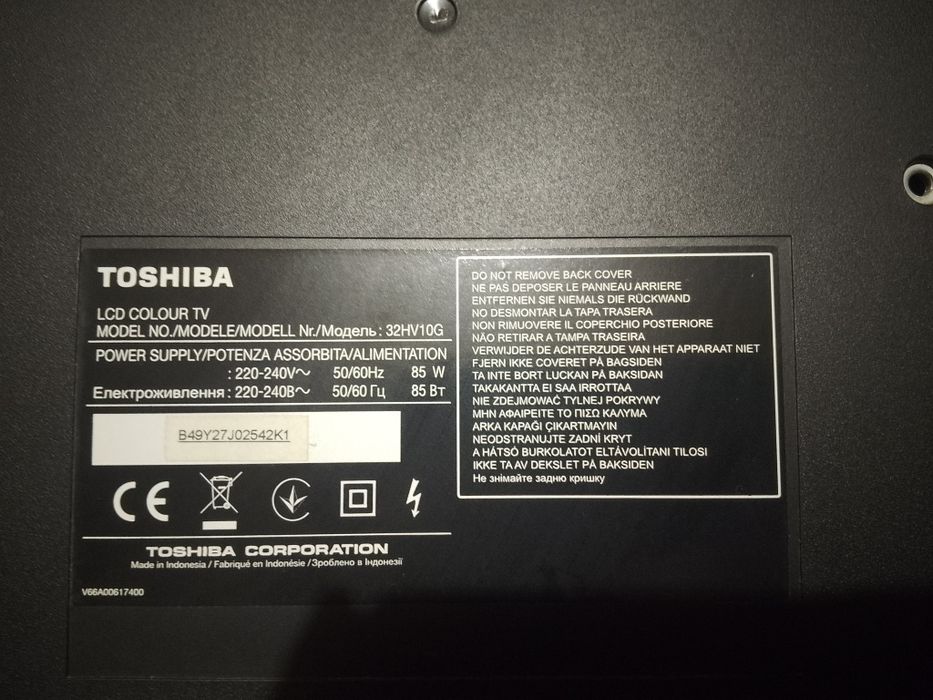 TOSHIBA
LCD COLOUR TV
MODEL NO./MODELE/MODELL Nr./Модель : 32HV10G
POWER SUPPLY/POTENZA ASSORBITA/ALIMENTATION
: 220-240V~ 50/60Hz 85 W
Електроживлення : 220-240В~ 50/60 Гц 85 Вт
B49Y27J02542K1
CE
TOSHIBA CORPORATION
Made in Indonesia / Fabriqué en Indonésie / Зроблено в Індонезії
V66A00617400
DO NOT REMOVE BACK COVER
NE PAS DEPOSER LE PANNEAU ARRIERE
ENTFERNEN SIE NIEMALS DIE RÜCKWAND
NO DESMONTAR LA TAPA TRASERA
NON RIMUOVERE IL COPERCHIO POSTERIORE
NÃO RETIRAR A TAMPA TRASEIRA
VERWIJDER DE ACHTERZUDE VAN HET APPARAAT NIET
FJERN IKKE COVERET PÅ BAGSIDEN
TA INTE BORT LUCKAN PÅ BAKSIDAN
TAKAKANTTA EI SAA IRROTTAA
NIE ZDEJMOWAĆ TYLNEJ POKRYWY
ΜΗΝ ΑΦΑΙΡΕΙΤΕ ΤΟ ΠΙΣΩ ΚΑΛΥΜΑ
ARKA KAPAĞI ÇIKARTMAYIN
NEODSTRANUJTE ZADNÍ KRYT
A HÁTSÓ BURKOLATOT ELTÁVOLÍTANI TILOSI
IKKE TA AV DEKSLET PÅ BAKSIDEN
Не знімайте задню кришку